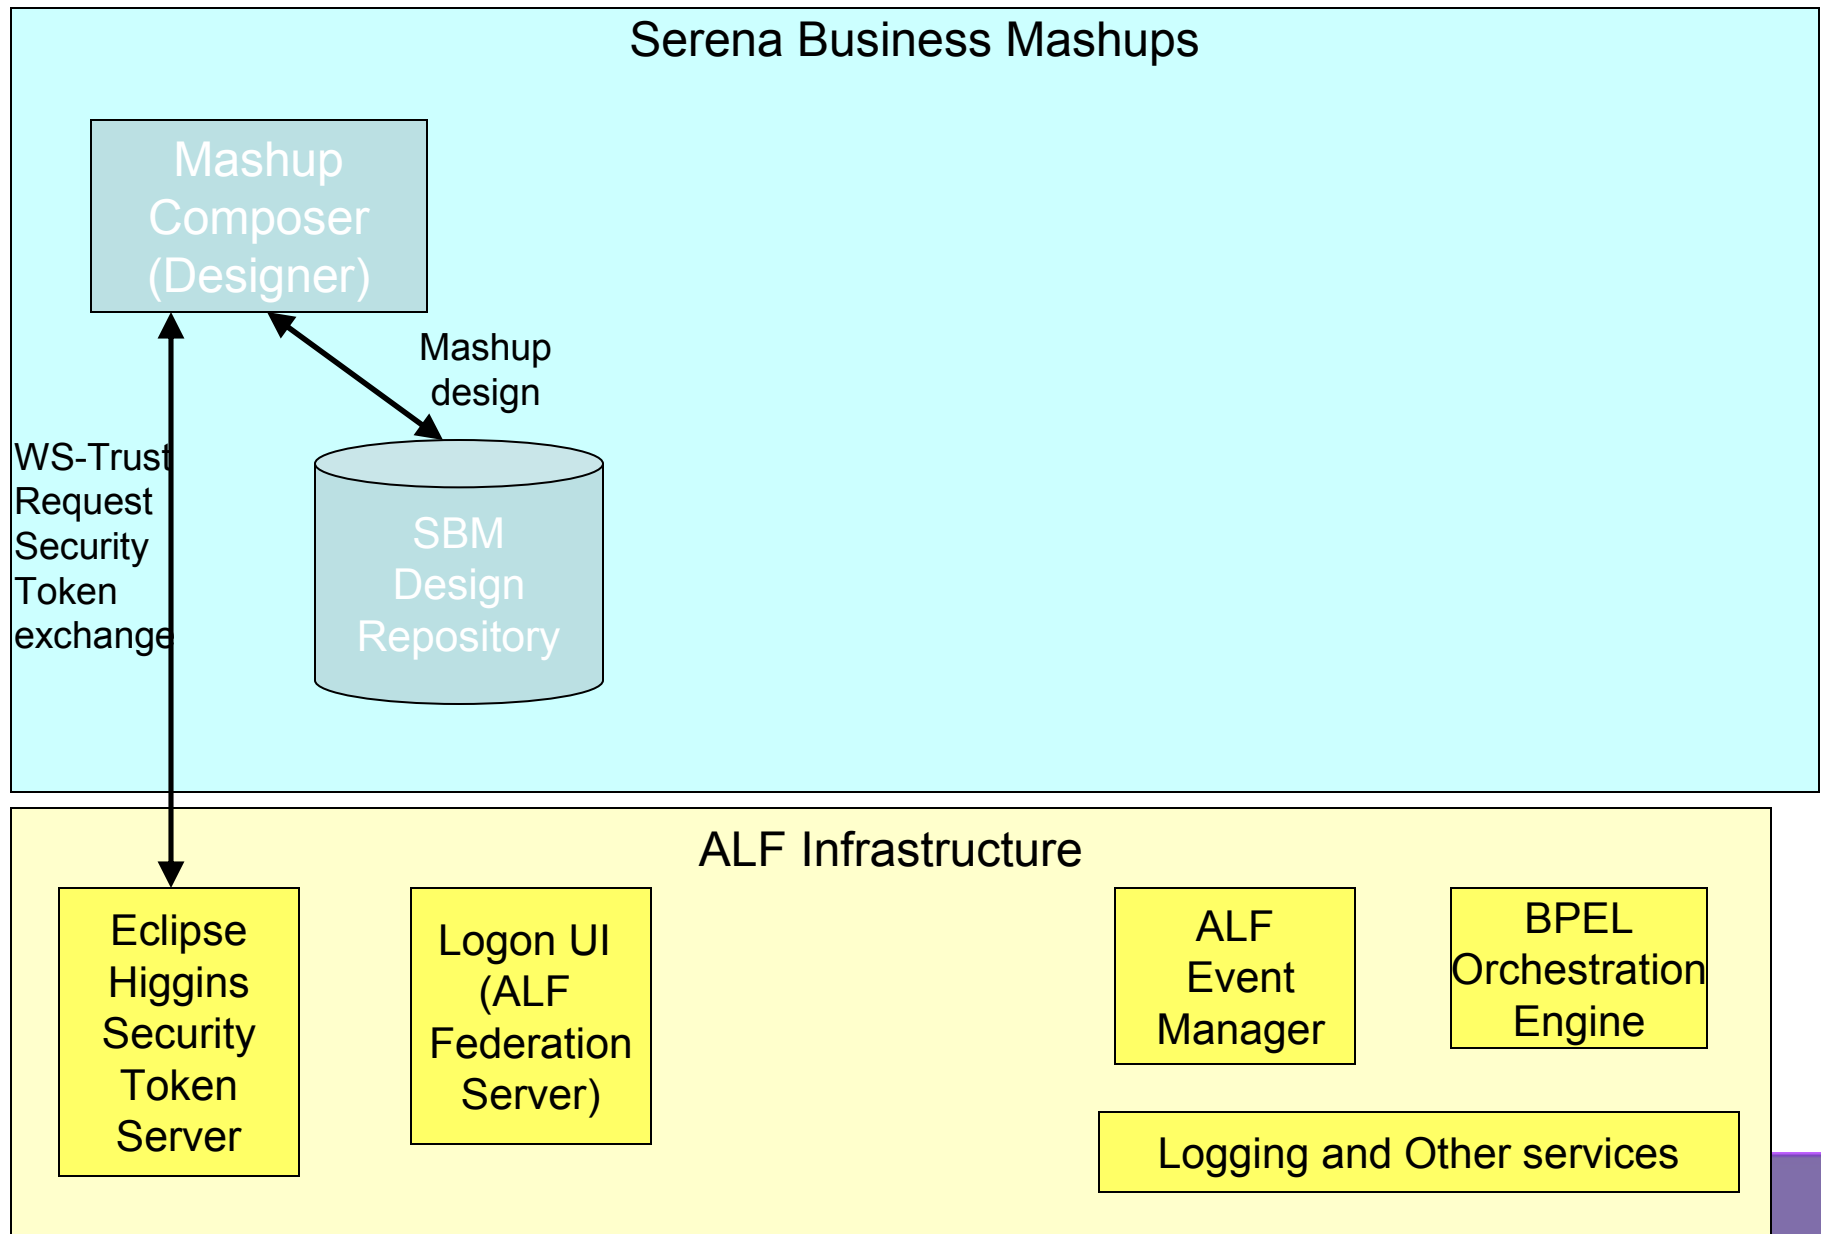 Serena Business Mashups
Mashup
Composer
(Designer)
Mashup
design
WS-Trust
Request
Security
Token
exchange
SBM
Design
Repository
ALF Infrastructure
Eclipse
Higgins
Security
Token
Server
Logon UI
(ALF
Federation
Server)
ALF
Event
Manager
BPEL
Orchestration
Engine
Logging and Other services